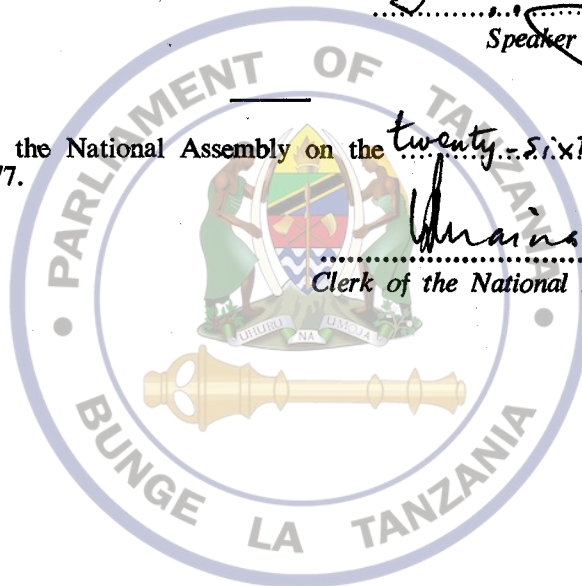 Speaker
the National Assembly on the twenty-sixt
77.
Clerk of the National
PARLIAMENT OF TANZANIA
UHURU NA UMOJA
BUNGE LA TANZANIA